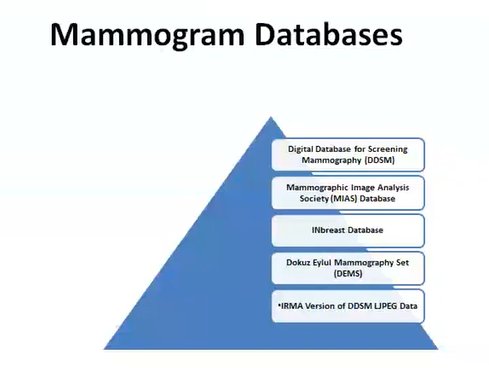 Mammogram Databases
Digital Database for Screening
Mammography (DDSM)
Mammographic Image Analysis
Society (MIAS) Database
INbreast Database
Dokuz Eylul Mammography Set
(DEMS)
•IRMA Version of DDSM LJPEG Data